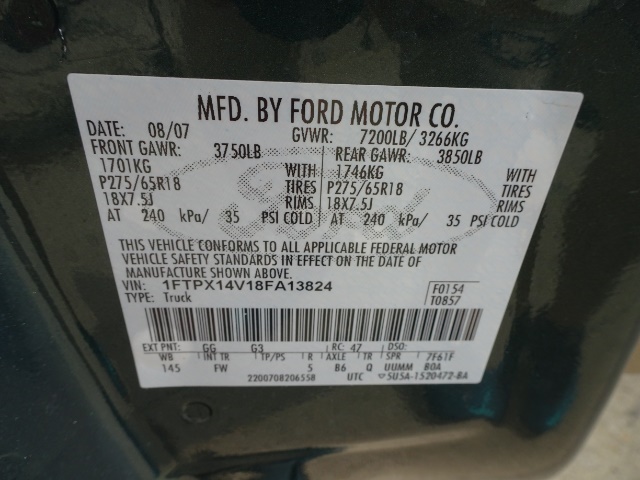 MFD. BY FORD MOTOR CO.
DATE: 08/07 GVWR: 7200LB/ 3266KG
FRONT GAWR: 3750LB REAR GAWR: 3850LB
1701KG WITH 1746KG WITH
P275/65R18 TIRES P275/65R18 TIRES
18X7.5J RIMS 18X7.5J RIMS
AT 240 kPa/ 35 PSI COLD AT 240 kPa/ 35 PSI COLD
Ford
THIS VEHICLE CONFORMS TO ALL APPLICABLE FEDERAL MOTOR
VEHICLE SAFETY STANDARDS IN EFFECT ON THE DATE OF
MANUFACTURE SHOWN ABOVE.
VIN: 1FTPX14V18FA13824 F0154
TYPE: Truck T0857
EXT PNT: GG G3 RC: 47 DSO:
WB INT TR TP/PS R AXLE TR SPR 7F61F
145 FW 5 B6 Q UUMM BOA
2200708206558 UTC 5U5A-1520472-BA